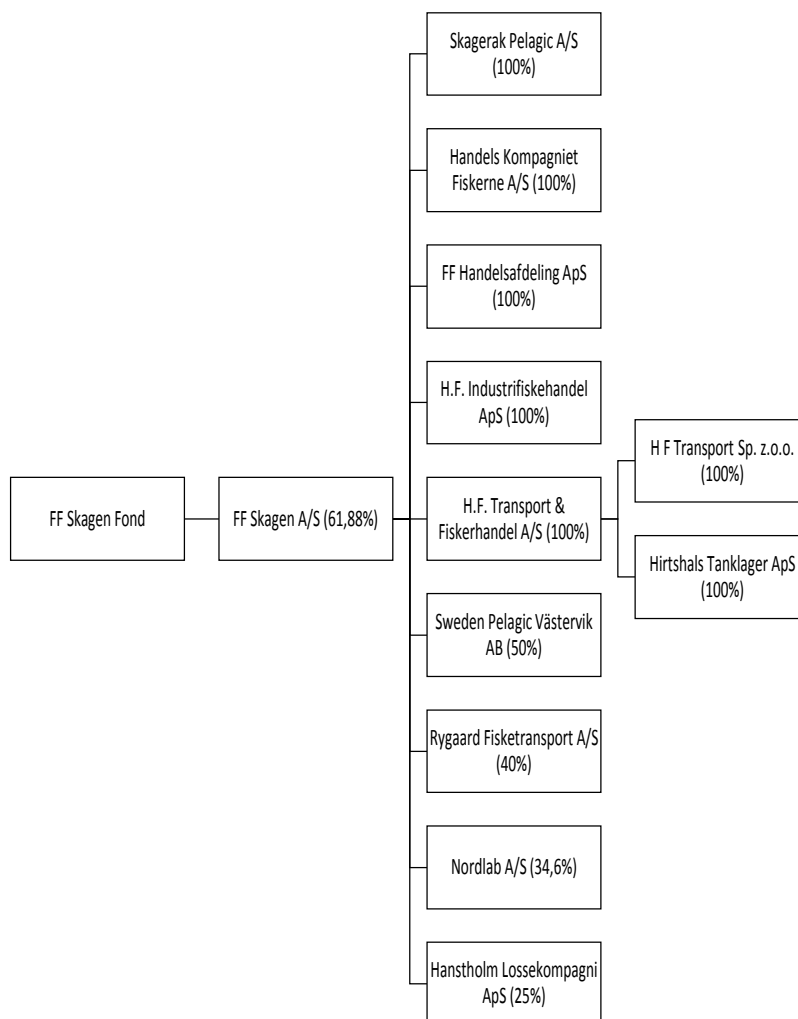 FF Skagen Fond
FF Skagen A/S (61,88%)
Skagerak Pelagic A/S
(100%)
Handels Kompagniet
Fiskerne A/S (100%)
FF Handelsafdeling ApS
(100%)
H.F. Industrifiskehandel
ApS (100%)
H.F. Transport &
Fiskerhandel A/S (100%)
H F Transport Sp. z.o.o.
(100%)
Hirtshals Tanklager ApS
(100%)
Sweden Pelagic Västervik
AB (50%)
Rygaard Fisketransport A/S
(40%)
Nordlab A/S (34,6%)
Hanstholm Lossekompagni
ApS (25%)